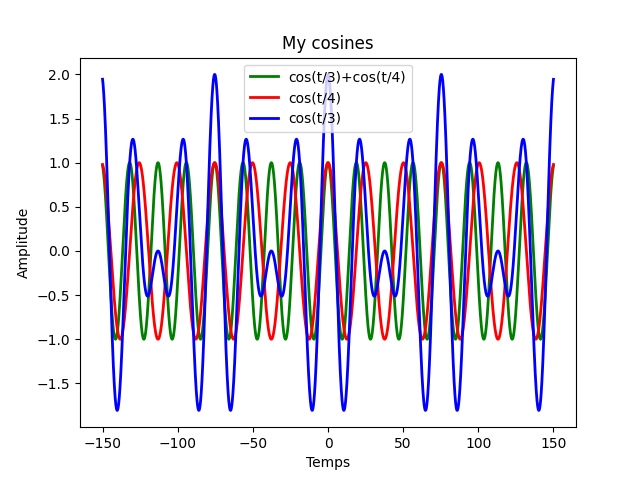 My cosines
cos(t/3)+cos(t/4)
cos(t/4)
cos(t/3)
2.0
1.5
1.0
0.5
0.0
−0.5
−1.0
−1.5
Amplitude
−150 −100 −50 0 50 100 150
Temps